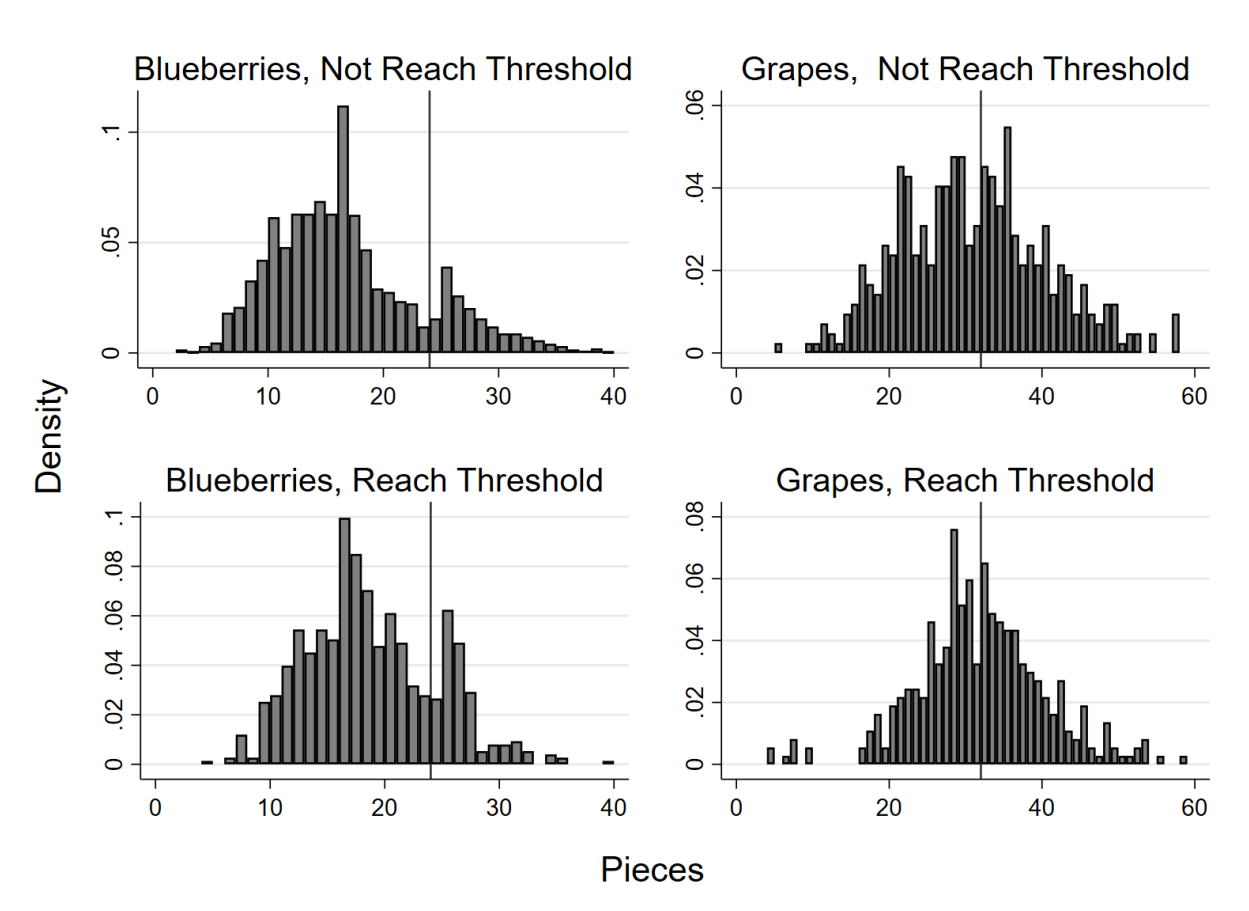 Blueberries, Not Reach Threshold
.1
.05
0
0 10 20 30 40
Grapes,  Not Reach Threshold
.06
.04
.02
0
0 20 40 60
Density
Blueberries, Reach Threshold
.1
.08
.06
.04
.02
0
0 10 20 30 40
Grapes, Reach Threshold
.08
.06
.04
.02
0
0 20 40 60
Pieces